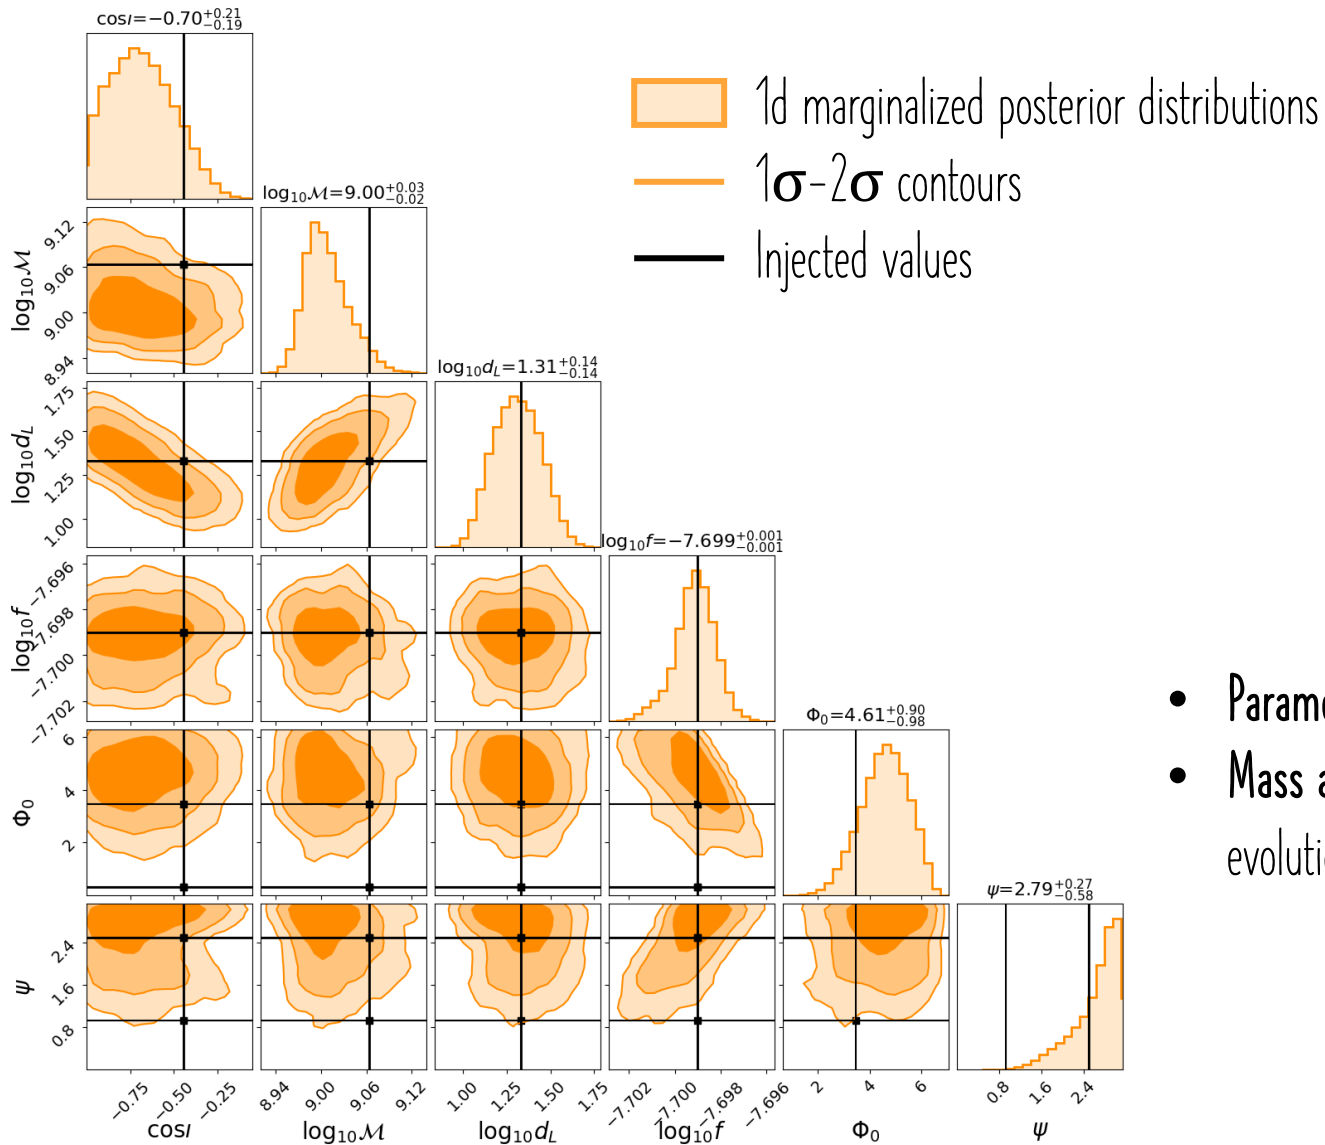 cosι=−0.70+0.21−0.19
1d marginalized posterior distributions
1σ-2σ contours
Injected values
log10ℳ=9.00+0.03−0.02
log10ℳ
9.12
9.06
9.00
8.94
log10dL=1.31+0.14−0.14
log10dL
1.75
1.50
1.25
1.00
log10f=−7.699+0.001−0.001
log10f
−7.696
−7.698
−7.700
−7.702
Φ0=4.61+0.90−0.98
Φ0
6
4
2
• 
• Mass
ψ=2.79+0.27−0.58
ψ
2.4
1.6
0.8
−0.75 −0.50 −0.25
8.94 9.00 9.06 9.12
1.00 1.25 1.50 1.75
−7.702 −7.700 −7.698 −7.696
2 4 6
0.8 1.6 2.4
cosι log10ℳ log10dL log10f Φ0 ψ